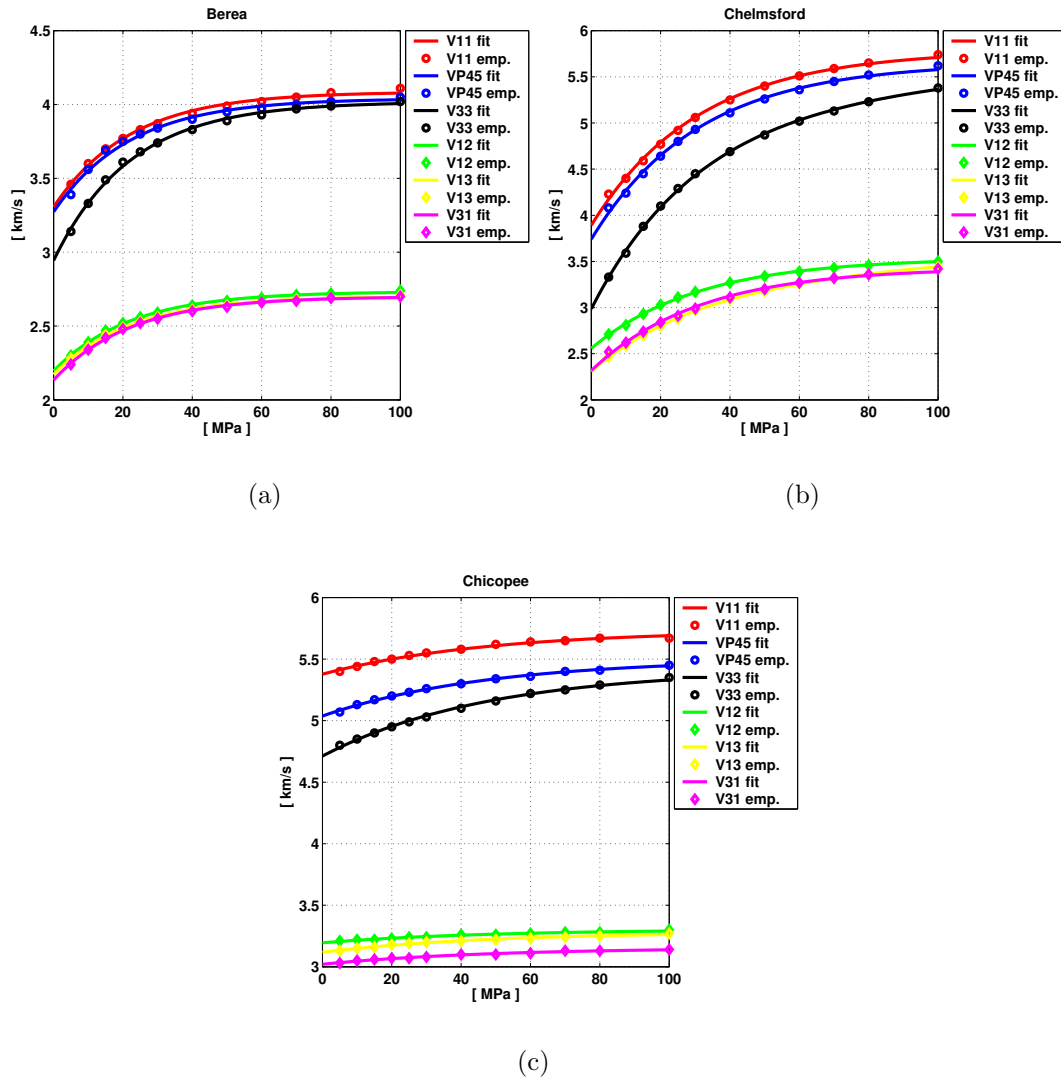 Berea
4.5
4
3.5
3
2.5
2
0 20 40 60 80 100
[ MPa ]
[ km/s ]
V11 fit
V11 emp.
VP45 fit
VP45 emp.
V33 fit
V33 emp.
V12 fit
V12 emp.
V13 fit
V13 emp.
V31 fit
V31 emp.
(a)
Chelmsford
6
5.5
5
4.5
4
3.5
3
2.5
2
0 20 40 60 80 100
[ MPa ]
[ km/s ]
V11 fit
V11 emp.
VP45 fit
VP45 emp.
V33 fit
V33 emp.
V12 fit
V12 emp.
V13 fit
V13 emp.
V31 fit
V31 emp.
(b)
Chicopee
6
5.5
5
4.5
4
3.5
3
0 20 40 60 80 100
[ MPa ]
[ km/s ]
V11 fit
V11 emp.
VP45 fit
VP45 emp.
V33 fit
V33 emp.
V12 fit
V12 emp.
V13 fit
V13 emp.
V31 fit
V31 emp.
(c)